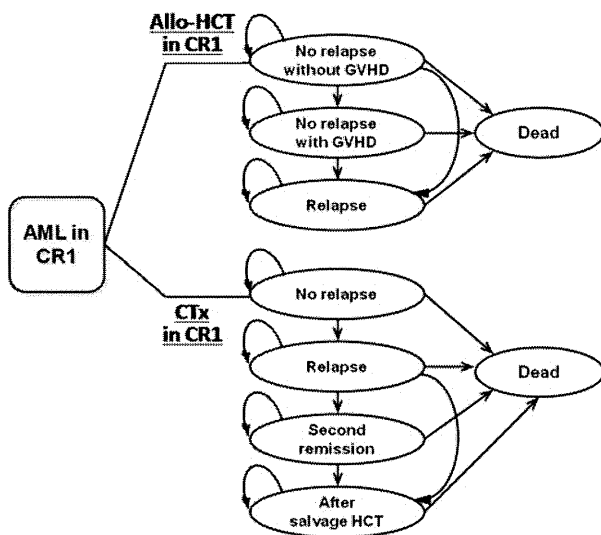 Allo-HCT
in CR1
No relapse
without GVHD
No relapse
with GVHD
Dead
Relapse
AML in
CR1
CTx
in CR1
No relapse
Relapse
Dead
Second
remission
After
salvage HCT